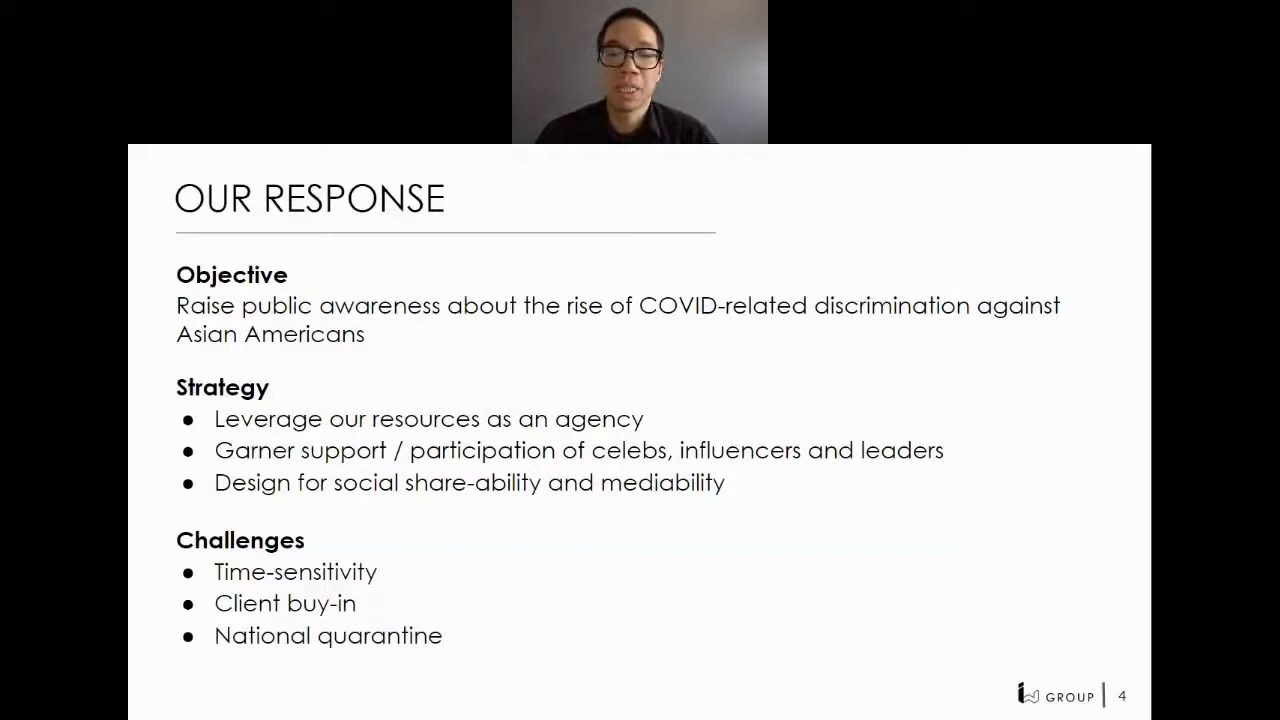 OUR RESPONSE
Objective
Raise public awareness about the rise of COVID-related discrimination against
Asian Americans
Strategy
● Leverage our resources as an agency
● Garner support / participation of celebs, influencers and leaders
● Design for social share-ability and mediability
Challenges
● Time-sensitivity
● Client buy-in
● National quarantine
iw GROUP | 4